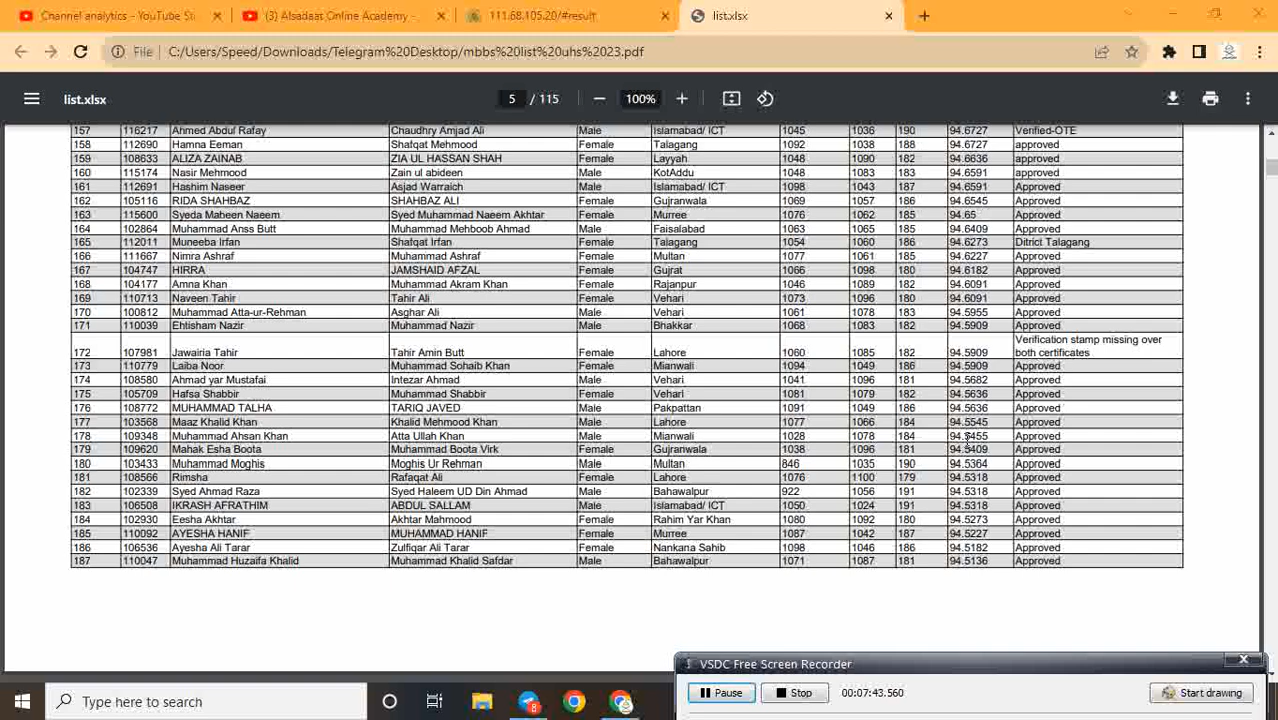 Channel analytics - YouTube St
(3) Alsadaat Online Academy -
111.68.105.20/#result
list.xlsx
File C:/Users/Speed/Downloads/Telegram%20Desktop/mbbs%20list%20uhs%2023.pdf
list.xlsx 5 / 115 100%
157 116217 Ahmed Abdul Rafay Chaudhry Amjad Ali Male Islamabad/ ICT 1045 1036 190 94.6727 Verified-OTE
158 112690 Hamna Eeman Shafqat Mehmood Female Talagang 1092 1038 188 94.6727 approved
159 108633 ALIZA ZAINAB ZIA UL HASSAN SHAH Female Layyah 1048 1090 182 94.6636 approved
160 115174 Nasir Mehmood Zain ul abideen Male KotAddu 1048 1083 183 94.6591 approved
161 112691 Hashim Naseer Asjad Warraich Male Islamabad/ ICT 1098 1043 187 94.6591 Approved
162 105116 RIDA SHAHBAZ SHAHBAZ ALI Female Gujranwala 1069 1057 186 94.6545 Approved
163 115600 Syeda Maheen Naeem Syed Muhammad Naeem Akhtar Female Murree 1076 1062 185 94.65 Approved
164 102864 Muhammad Anss Butt Muhammad Mehboob Ahmad Male Faisalabad 1063 1065 185 94.6409 Approved
165 112011 Muneeba Irfan Shafqat Irfan Female Talagang 1054 1060 186 94.6273 Ditrict Talagang
166 111667 Nimra Ashraf Muhammad Ashraf Female Multan 1077 1061 185 94.6227 Approved
167 104747 HIRRA JAMSHAID AFZAL Female Gujrat 1066 1098 180 94.6182 Approved
168 104177 Amna Khan Muhammad Akram Khan Female Rajanpur 1046 1089 182 94.6091 Approved
169 110713 Naveen Tahir Tahir Ali Female Vehari 1073 1096 180 94.6091 Approved
170 100812 Muhammad Atta-ur-Rehman Asghar Ali Male Vehari 1061 1078 183 94.5955 Approved
171 110039 Ehtisham Nazir Muhammad Nazir Male Bhakkar 1068 1083 182 94.5909 Approved
172 107981 Jawairia Tahir Tahir Amin Butt Female Lahore 1060 1085 182 94.5909 Verification stamp missing over
both certificates
173 110779 Laiba Noor Muhammad Sohaib Khan Female Mianwali 1094 1049 186 94.5909 Approved
174 108580 Ahmad yar Mustafai Intezar Ahmad Male Vehari 1041 1096 181 94.5682 Approved
175 105709 Hafsa Shabbir Muhammad Shabbir Female Vehari 1081 1079 182 94.5636 Approved
176 108772 MUHAMMAD TALHA TARIQ JAVED Male Pakpattan 1091 1049 186 94.5636 Approved
177 103568 Maaz Khalid Khan Khalid Mehmood Khan Male Lahore 1077 1066 184 94.5545 Approved
178 109348 Muhammad Ahsan Khan Atta Ullah Khan Male Mianwali 1028 1078 184 94.5455 Approved
179 109620 Mahak Esha Boota Muhammad Boota Virk Female Gujranwala 1038 1096 181 94.5409 Approved
180 103433 Muhammad Moghis Moghis Ur Rehman Male Multan 846 1035 190 94.5364 Approved
181 108566 Rimsha Rafaqat Ali Female Lahore 1076 1100 179 94.5318 Approved
182 102339 Syed Ahmad Raza Syed Haleem UD Din Ahmad Male Bahawalpur 922 1056 191 94.5318 Approved
183 106508 IKRASH AFRATHIM ABDUL SALLAM Male Islamabad/ ICT 1050 1024 191 94.5318 Approved
184 102930 Eesha Akhtar Akhtar Mahmood Female Rahim Yar Khan 1080 1092 180 94.5273 Approved
185 110092 AYESHA HANIF MUHAMMAD HANIF Female Murree 1087 1042 187 94.5227 Approved
186 106536 Ayesha Ali Tarar Zulfiqar Ali Tarar Female Nankana Sahib 1098 1046 186 94.5182 Approved
187 110047 Muhammad Huzaifa Khalid Muhammad Khalid Safdar Male Bahawalpur 1071 1087 181 94.5136 Approved
VSDC Free Screen Recorder
Pause Stop 00:07:43.560 Start drawing
Type here to search
8